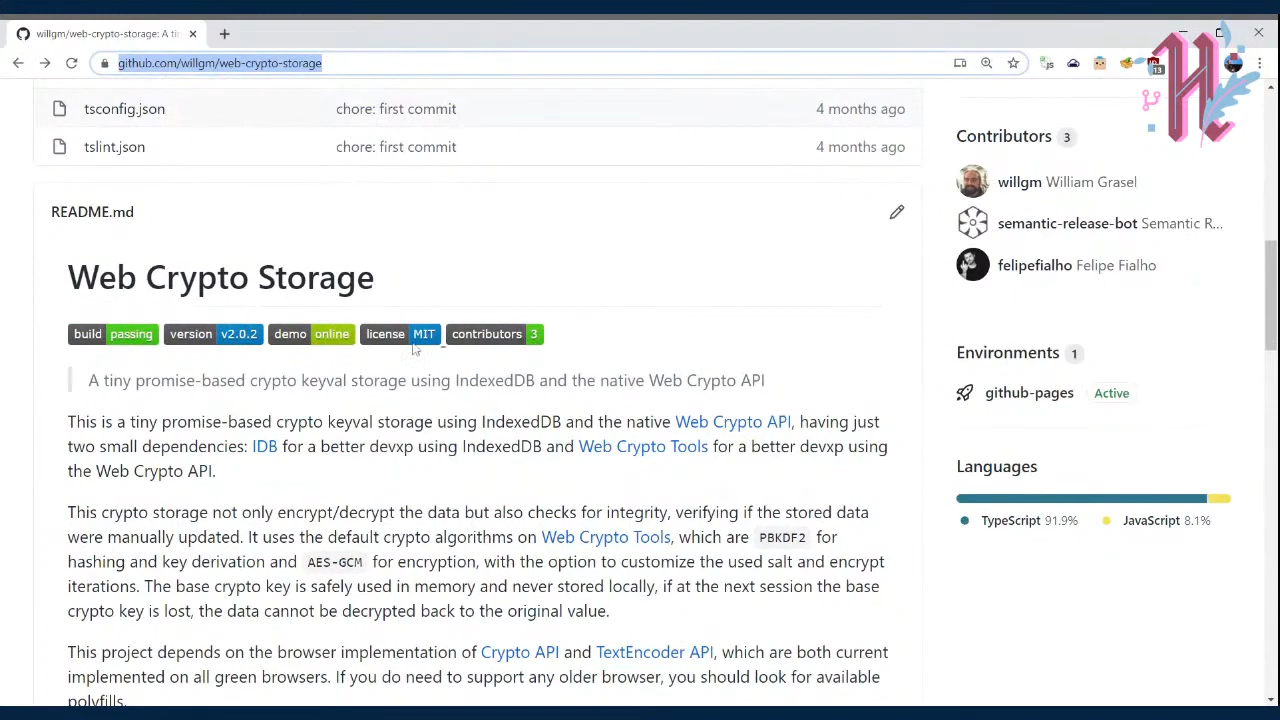 willgm/web-crypto-storage: A ti
github.com/willgm/web-crypto-storage
JS
13
H
tsconfig.json chore: first commit 4 months ago
tslint.json chore: first commit 4 months ago
README.md
Web Crypto Storage
build passing version v2.0.2 demo online license MIT contributors 3
A tiny promise-based crypto keyval storage using IndexedDB and the native Web Crypto API
This is a tiny promise-based crypto keyval storage using IndexedDB and the native Web Crypto API, having just
two small dependencies: IDB for a better devxp using IndexedDB and Web Crypto Tools for a better devxp using
the Web Crypto API.
This crypto storage not only encrypt/decrypt the data but also checks for integrity, verifying if the stored data
were manually updated. It uses the default crypto algorithms on Web Crypto Tools, which are PBKDF2 for
hashing and key derivation and AES-GCM for encryption, with the option to customize the used salt and encrypt
iterations. The base crypto key is safely used in memory and never stored locally, if at the next session the base
crypto key is lost, the data cannot be decrypted back to the original value.
This project depends on the browser implementation of Crypto API and TextEncoder API, which are both current
implemented on all green browsers. If you do need to support any older browser, you should look for available
polyfills.
Contributors 3
willgm William Grasel
semantic-release-bot Semantic R...
felipefialho Felipe Fialho
Environments 1
github-pages Active
Languages
TypeScript 91.9% JavaScript 8.1%